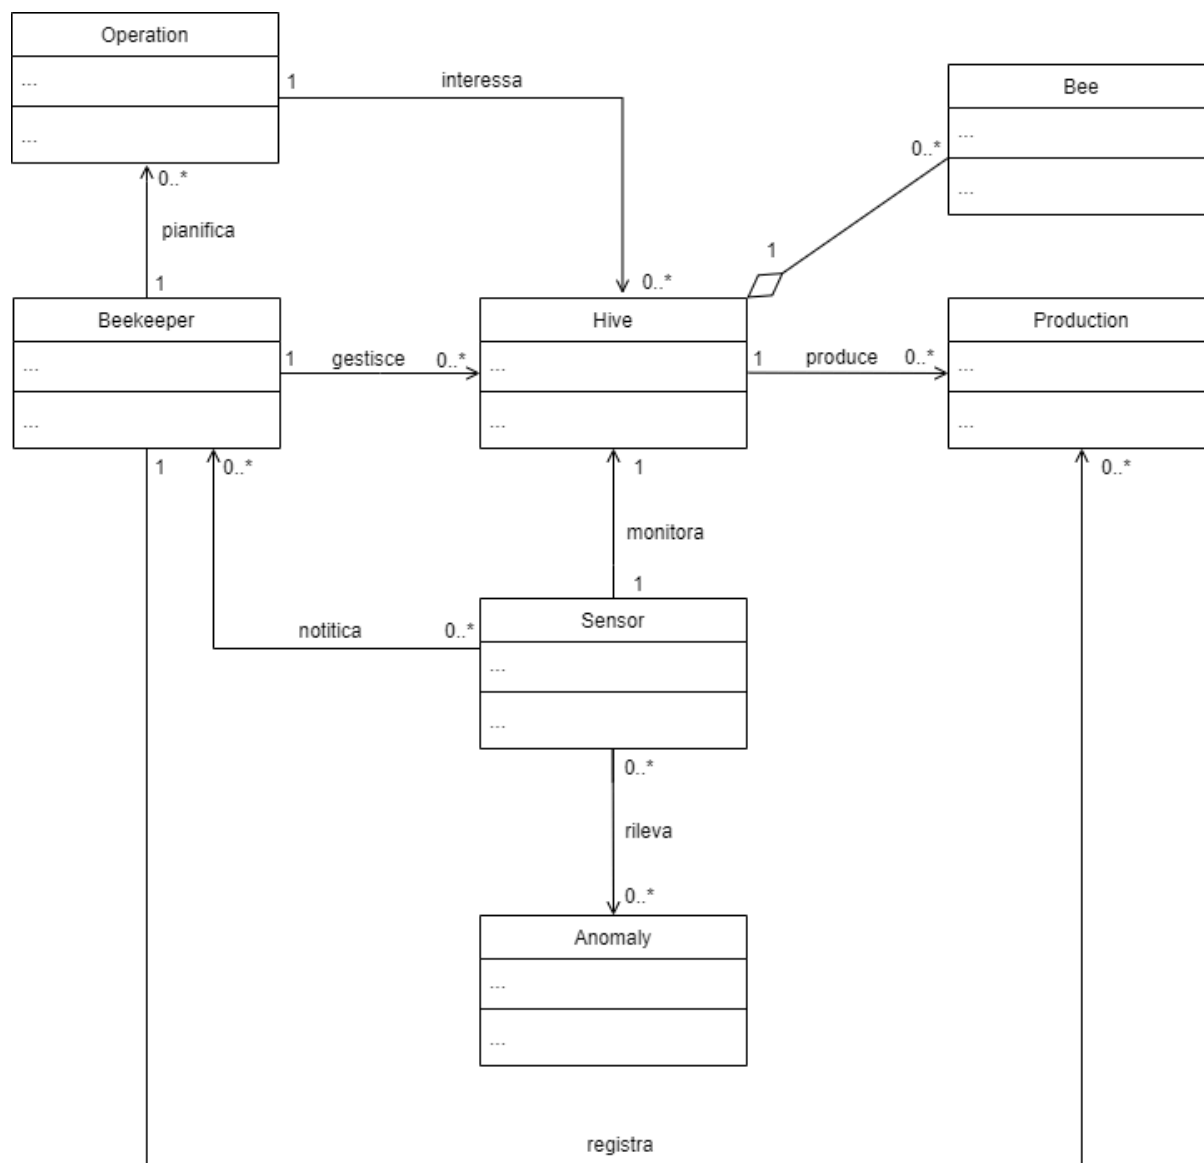 Operation
...
...
1
interessa
0..*
Bee
...
...
0..*
1
0..*
pianifica
1
Beekeeper
...
...
1
gestisce
0..*
Hive
...
...
1
produce
0..*
Production
...
...
1
0..*
1
0..*
monitora
1
notitica
0..*
Sensor
...
...
0..*
rileva
0..*
Anomaly
...
...
registra